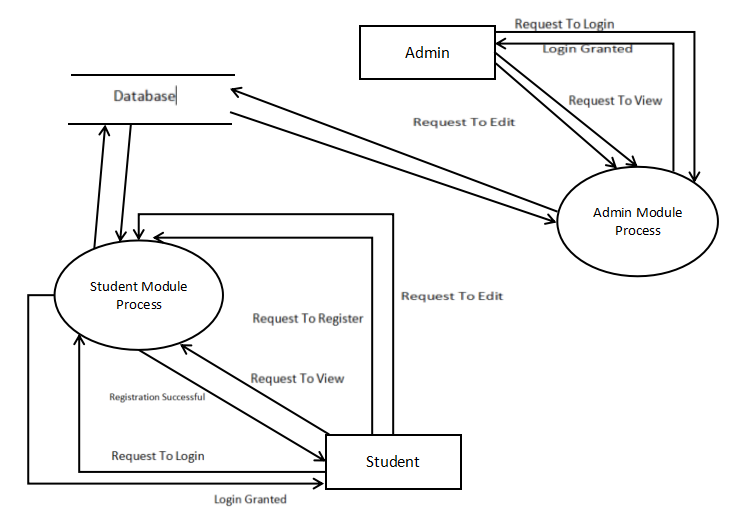 Request To Login
Admin
Login Granted
Database
Request To View
Request To Edit
Admin Module
Process
Student Module
Process
Request To Edit
Request To Register
Request To View
Registration Successful
Request To Login
Student
Login Granted